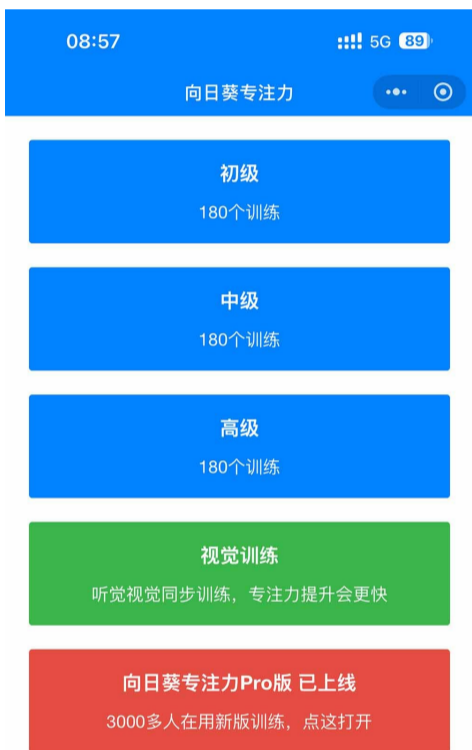 08:57 5G 89
向日葵专注力
初级
180个训练
中级
180个训练
高级
180个训练
视觉训练
听觉视觉同步训练，专注力提升会更快
向日葵专注力Pro版 已上线
3000多人在用新版训练，点这打开